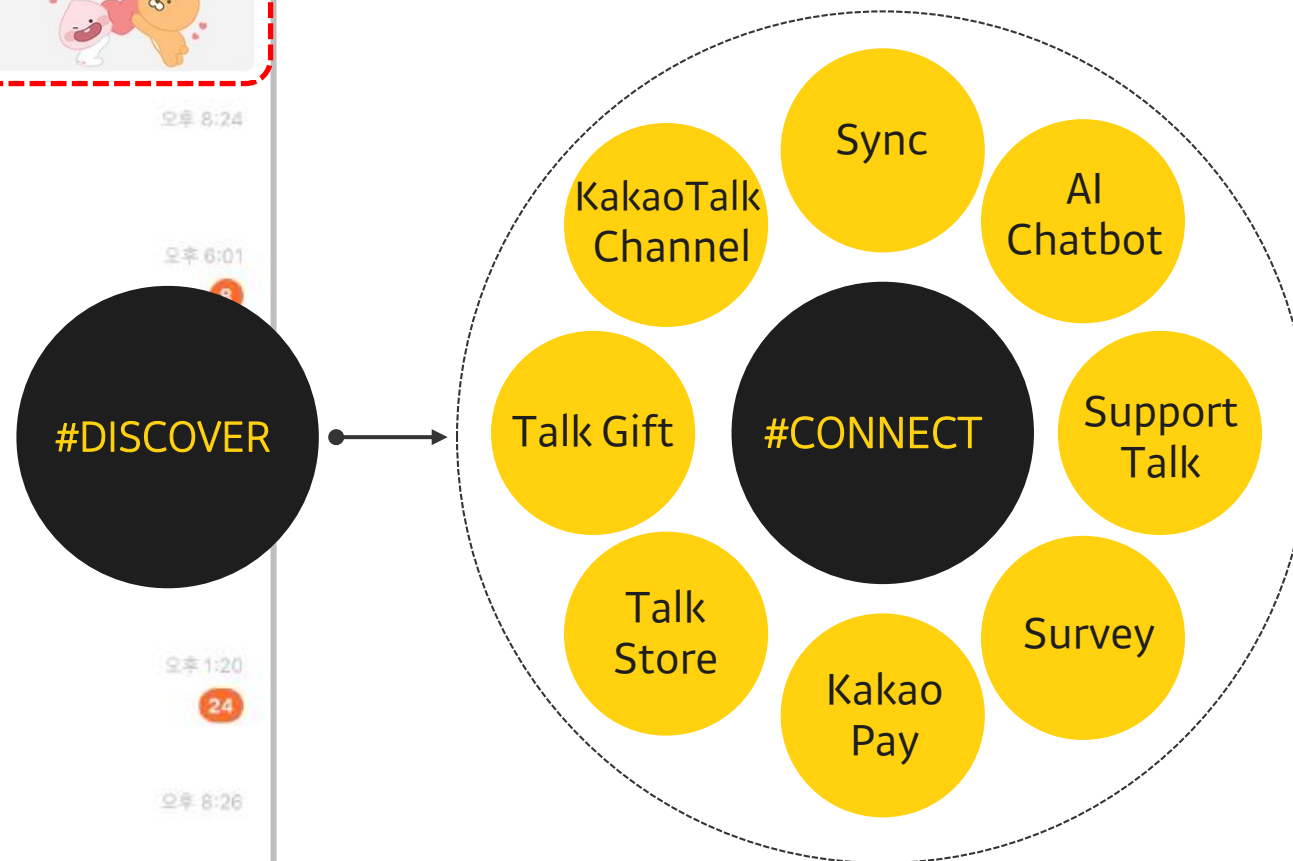 오후 8:24
오후 6:01
8
#DISCOVER
오후 1:20
24
오후 8:26
Sync
KakaoTalk
Channel
AI
Chatbot
Talk Gift
#CONNECT
Support
Talk
Talk
Store
Survey
Kakao
Pay